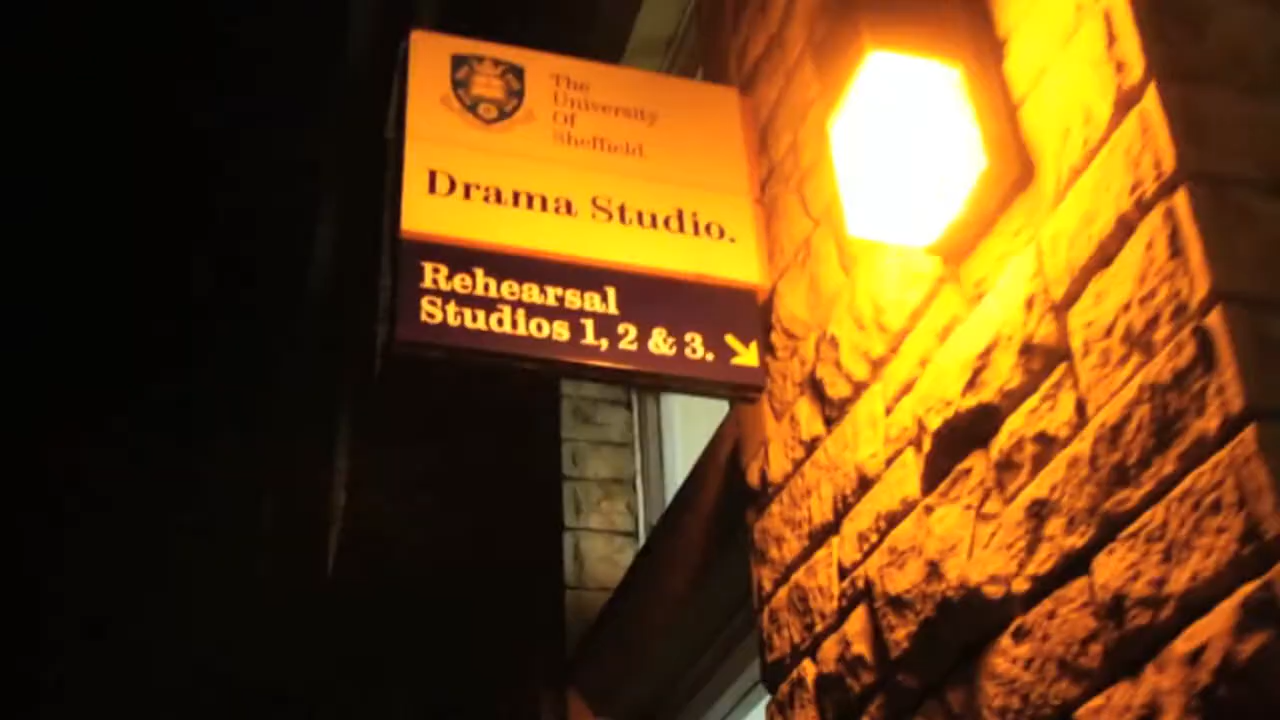 The
University
Of
Sheffield.
Drama Studio.
Rehearsal
Studios 1, 2 & 3.